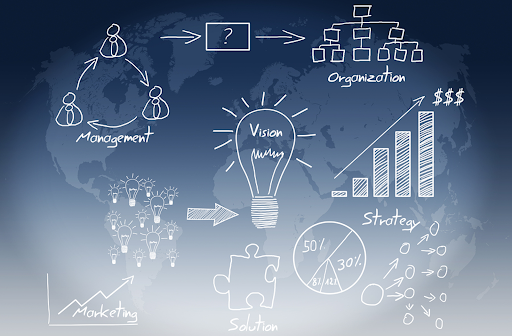 ?
Organization
Management
$$$
Vision
Strategy
50%
30%
Marketing
Solution